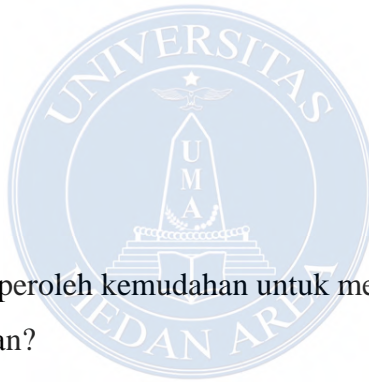 UNIVERSITAS
U
M
A
peroleh kemudahan untuk me
an?
MEDAN AREA